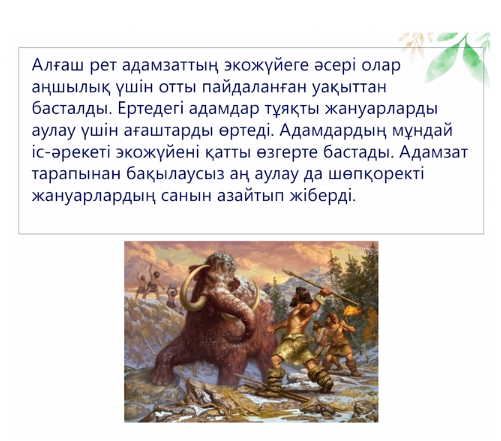 Алғаш рет адамзаттың экожүйеге әсері олар
аңшылық үшін отты пайдаланған уақыттан
басталды. Ертедегі адамдар тұяқты жануарларды
аулау үшін ағаштарды өртеді. Адамдардың мұндай
іс-әрекеті экожүйені қатты өзгерте бастады. Адамзат
тарапынан бақылаусыз аң аулау да шөпқоректі
жануарлардың санын азайтып жіберді.